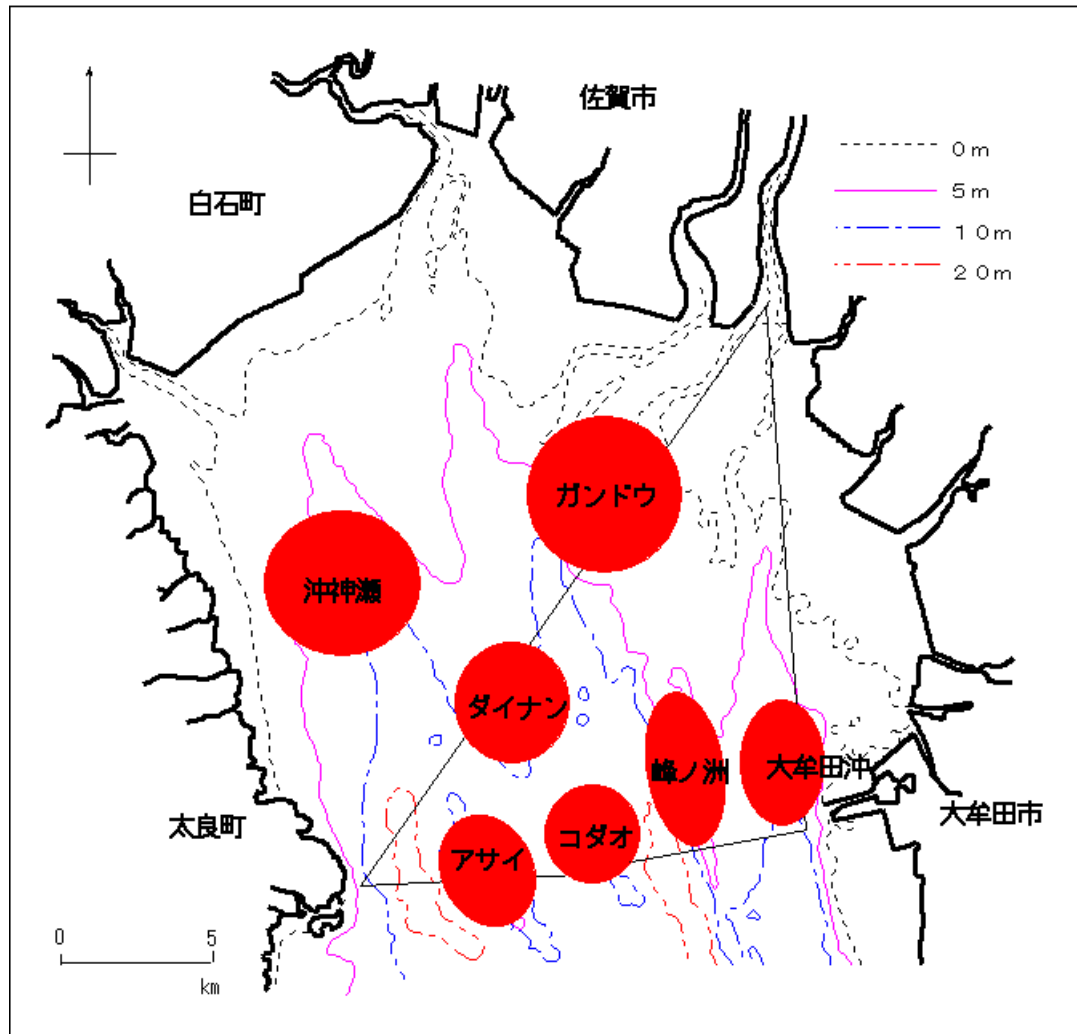 佐賀市
０ｍ
白石町
５ｍ
１０ｍ
２０ｍ
ガンドウ
沖神瀬
ダイナン
峰ノ洲
大牟田沖
太良町
コダオ
大牟田市
アサイ
0
5
km